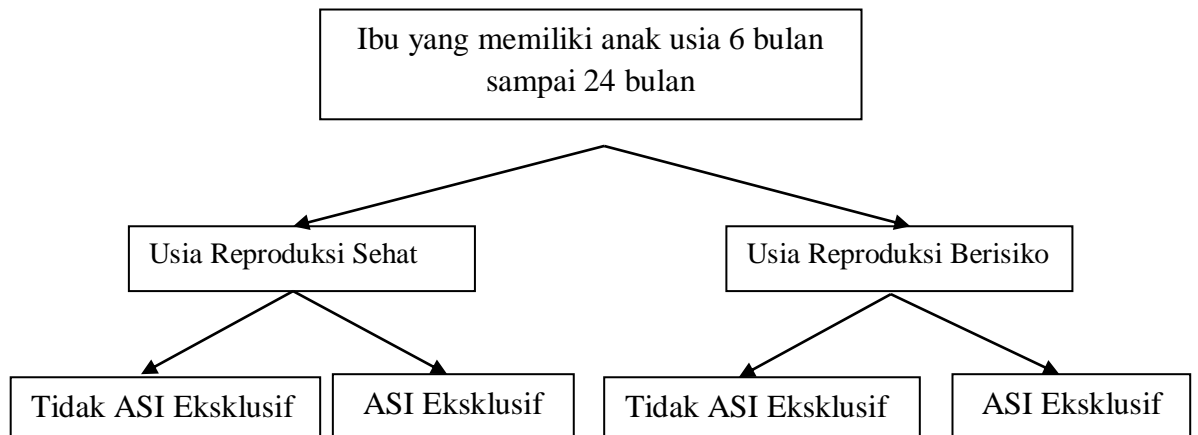 Ibu yang memiliki anak usia 6 bulan
sampai 24 bulan
Usia Reproduksi Sehat
Usia Reproduksi Berisiko
Tidak ASI Eksklusif
ASI Eksklusif
Tidak ASI Eksklusif
ASI Eksklusif